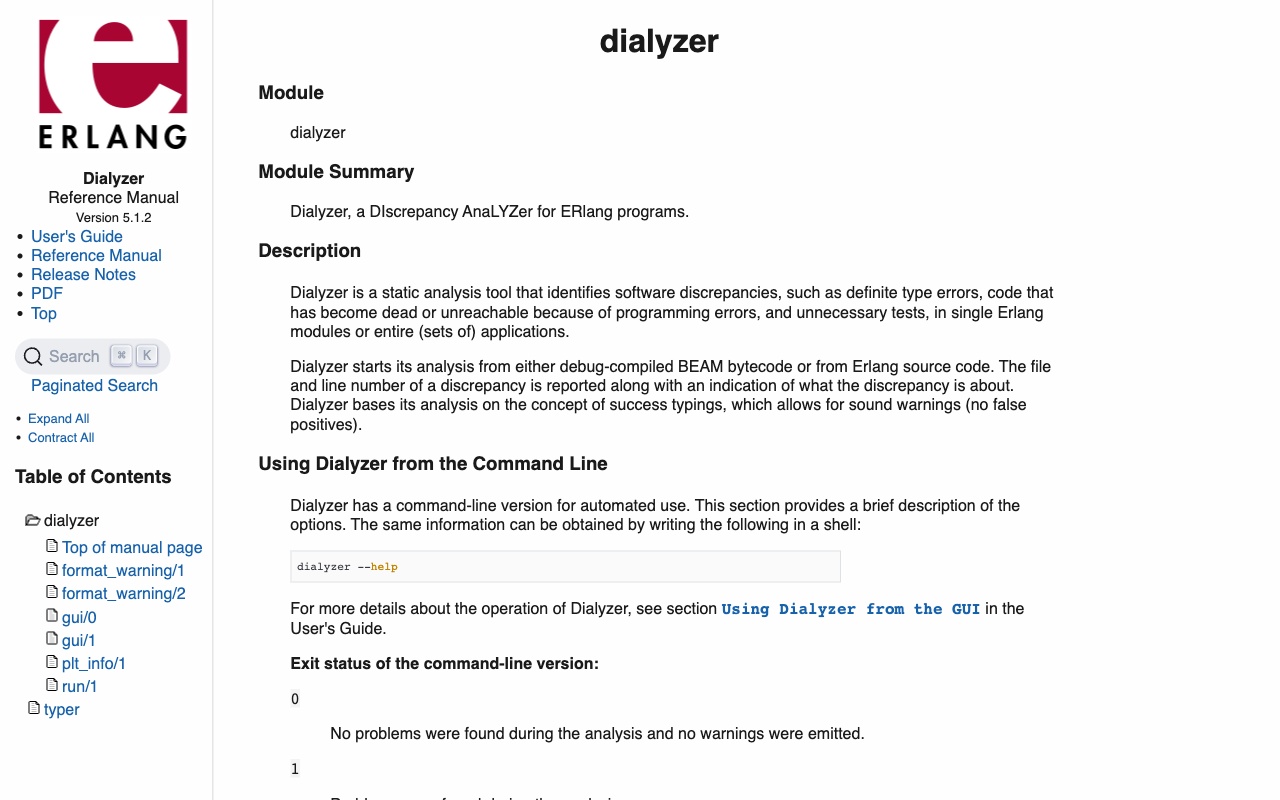 ERLANG
Dialyzer
Reference Manual
Version 5.1.2
User's Guide
Reference Manual
Release Notes
PDF
Top
Search ⌘ K
Paginated Search
Expand All
Contract All
Table of Contents
dialyzer
Top of manual page
format_warning/1
format_warning/2
gui/0
gui/1
plt_info/1
run/1
typer
dialyzer
Module
dialyzer
Module Summary
Dialyzer, a DIscrepancy AnaLYZer for ERlang programs.
Description
Dialyzer is a static analysis tool that identifies software discrepancies, such as definite type errors, code that
has become dead or unreachable because of programming errors, and unnecessary tests, in single Erlang
modules or entire (sets of) applications.
Dialyzer starts its analysis from either debug-compiled BEAM bytecode or from Erlang source code. The file
and line number of a discrepancy is reported along with an indication of what the discrepancy is about.
Dialyzer bases its analysis on the concept of success typings, which allows for sound warnings (no false
positives).
Using Dialyzer from the Command Line
Dialyzer has a command-line version for automated use. This section provides a brief description of the
options. The same information can be obtained by writing the following in a shell:
dialyzer --help
For more details about the operation of Dialyzer, see section Using Dialyzer from the GUI in the
User's Guide.
Exit status of the command-line version:
0
No problems were found during the analysis and no warnings were emitted.
1